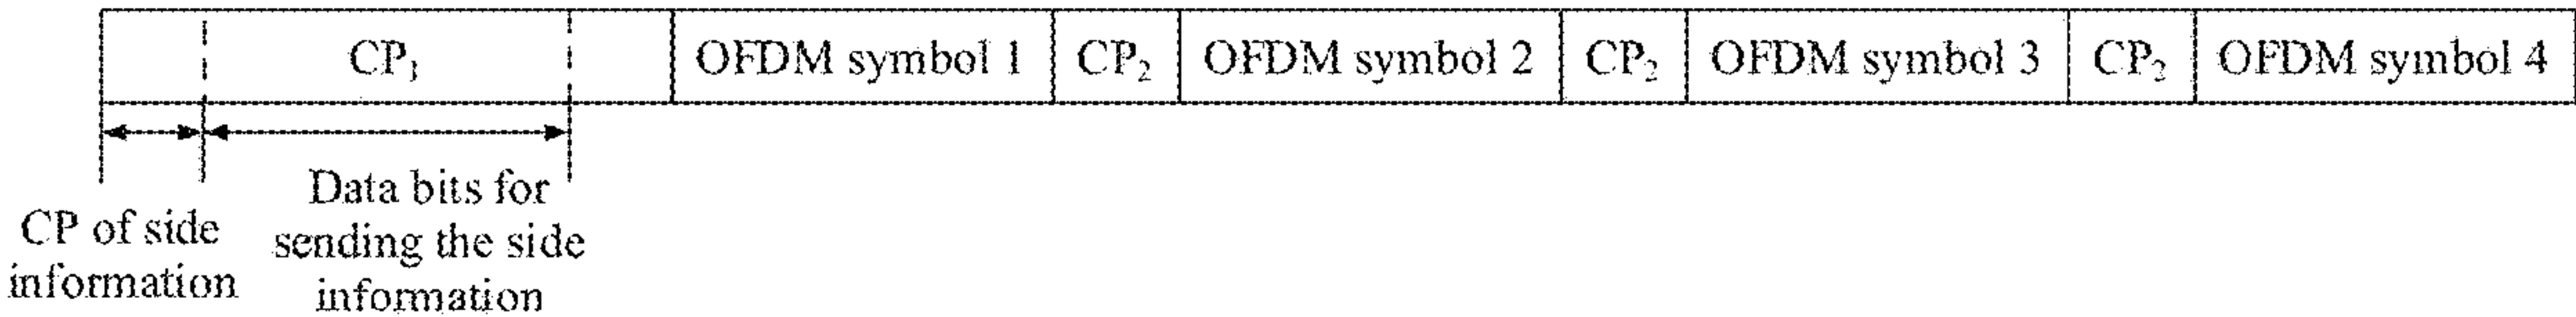 CP₁ OFDM symbol 1 CP₂ OFDM symbol 2 CP₂ OFDM symbol 3 CP₂ OFDM symbol 4
CP of side
information
Data bits for
sending the side
information